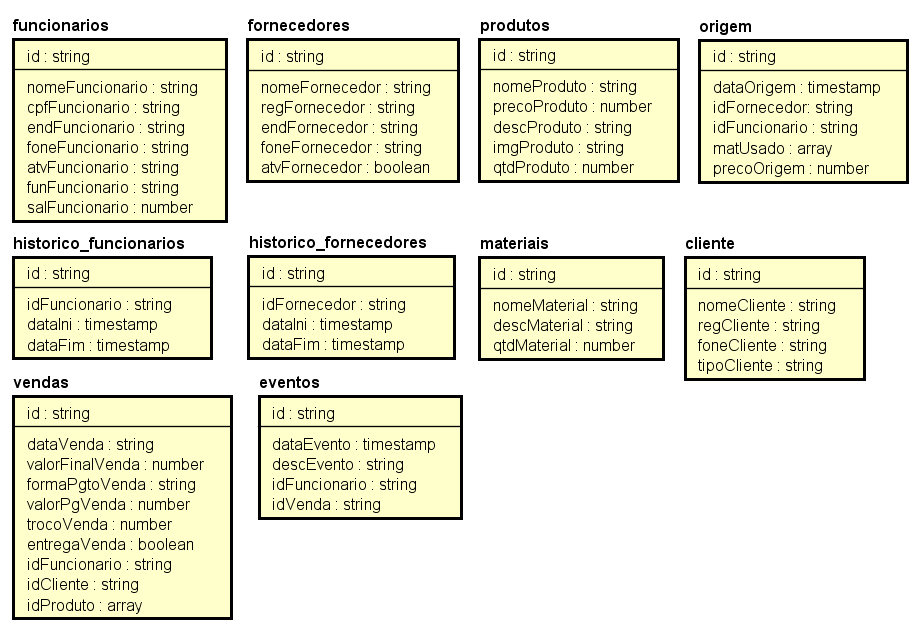 funcionarios
id : string
nomeFuncionario : string
cpfFuncionario : string
endFuncionario : string
foneFuncionario : string
atvFuncionario : string
funFuncionario : string
salFuncionario : number
fornecedores
id : string
nomeFornecedor : string
regFornecedor : string
endFornecedor : string
foneFornecedor : string
atvFornecedor : boolean
produtos
id : string
nomeProduto : string
precoProduto : number
descProduto : string
imgProduto : string
qtdProduto : number
origem
id : string
dataOrigem : timestamp
idFornecedor: string
idFuncionario : string
matUsado : array
precoOrigem : number
historico_funcionarios
id : string
idFuncionario : string
dataIni : timestamp
dataFim : timestamp
historico_fornecedores
id : string
idFornecedor : string
dataIni : timestamp
dataFim : timestamp
materiais
id : string
nomeMaterial : string
descMaterial : string
qtdMaterial : number
cliente
id : string
nomeCliente : string
regCliente : string
foneCliente : string
tipoCliente : string
vendas
id : string
dataVenda : string
valorFinalVenda : number
formaPgtoVenda : string
valorPgVenda : number
trocoVenda : number
entregaVenda : boolean
idFuncionario : string
idCliente : string
idProduto : array
eventos
id : string
dataEvento : timestamp
descEvento : string
idFuncionario : string
idVenda : string